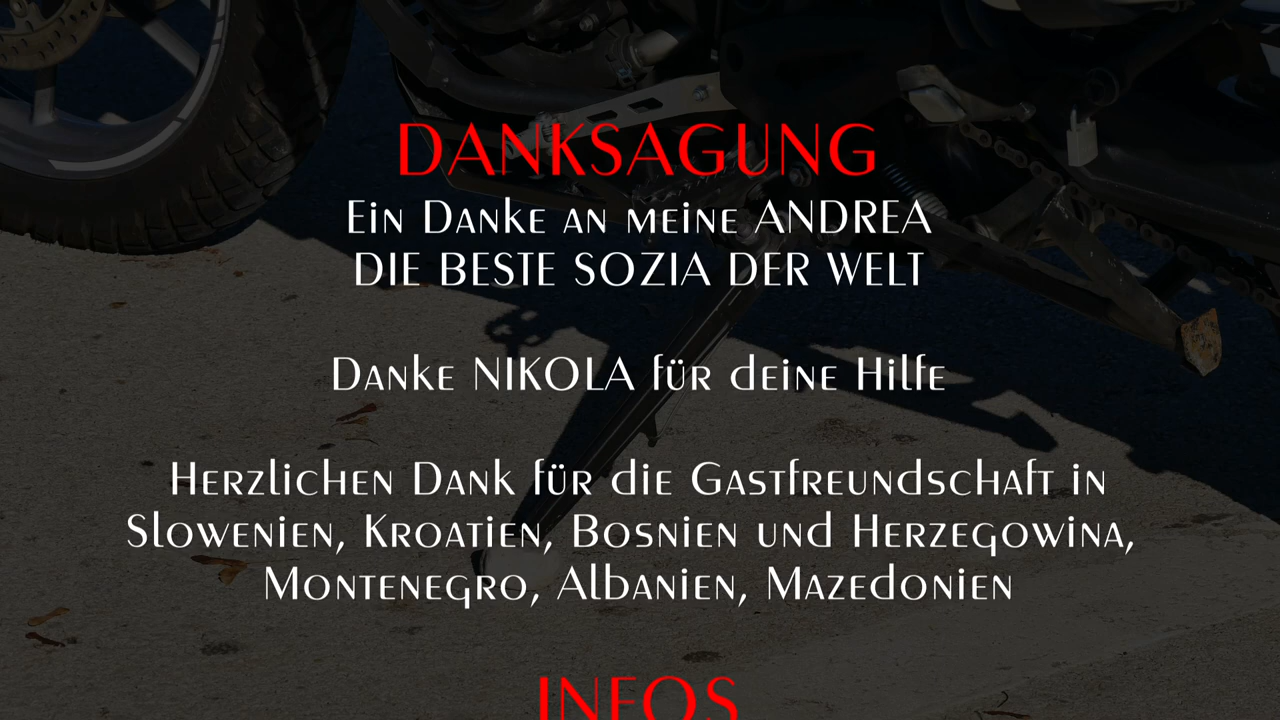 DANKSAGUNG
Ein Danke an meine ANDREA
DIE BESTE SOZIA DER WELT
Danke NIKOLA für deine Hilfe
Herzlichen Dank für die Gastfreundschaft in
Slowenien, Kroatien, Bosnien und Herzegowina,
Montenegro, Albanien, Mazedonien
INFOS